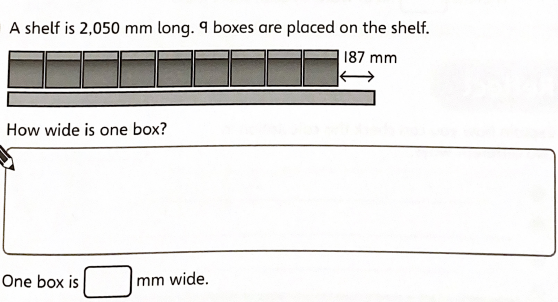 A shelf is 2,050 mm long. 9 boxes are placed on the shelf.
187 mm
How wide is one box?
One box is mm wide.